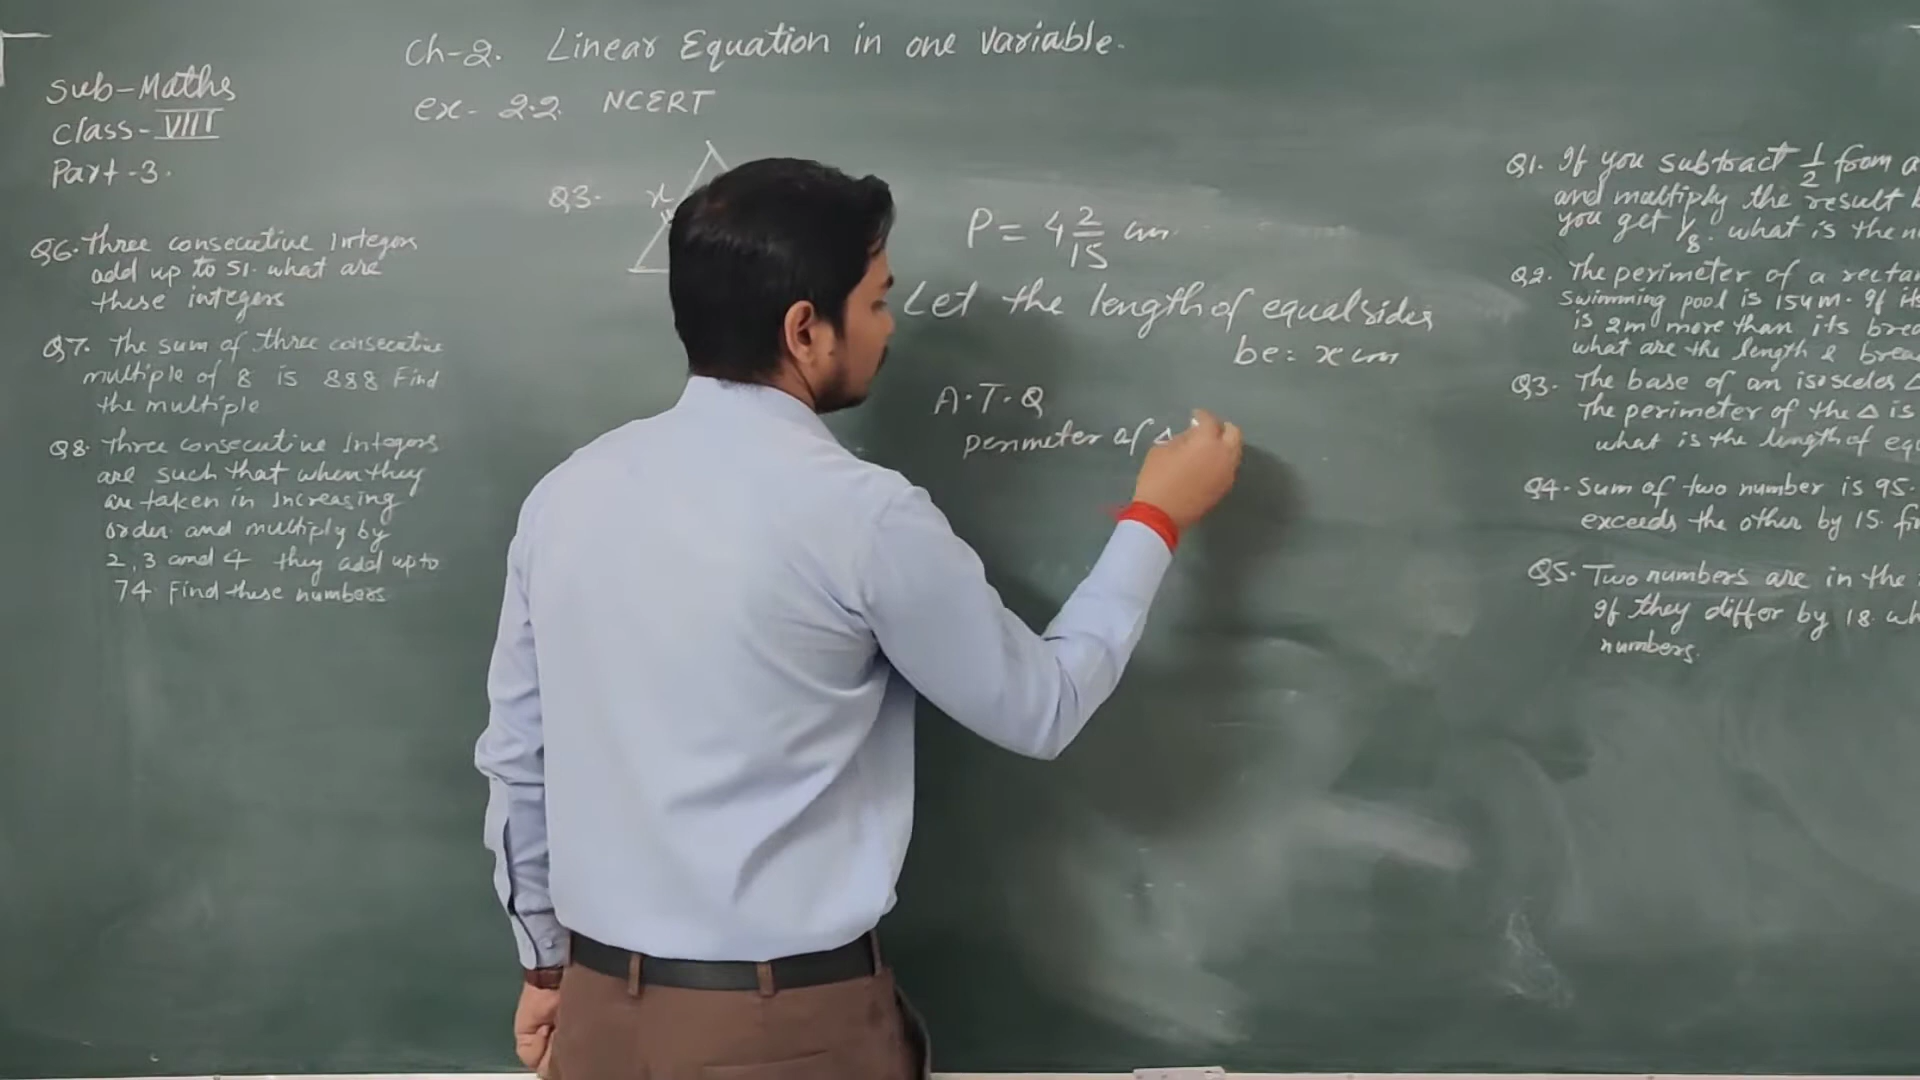 Ch-2. Linear Equation in one variable.
ex- 2.2. NCERT
Sub-Maths
Class-VIII
Part-3.
Q6. Three consecutive Integers
add up to 51. what are
these integers
Q7. The sum of three consecutive
multiple of 8 is 888 Find
the multiple
Q8. Three consecutive Integers
are such that when they
are taken in Increasing
order and multiply by
2, 3 and 4 they add up to
74. Find these numbers
Q3- x
P = 4 2/15 cm.
Let the length of equal sides
be = x cm
A.T.Q
perimeter of △
Q1. If you subtract 1/2 from a
and multiply the result
you get 1/8. what is the
Q2. The perimeter of a
swimming pool is 154m. If its
is 2m more than its
what are the length &
Q3. The base of an isosceles △
The perimeter of the △ is
what is the length of
Q4. Sum of two number is 95.
exceeds the other by 15.
Q5. Two numbers are in the
If they differ by 18.
numbers.